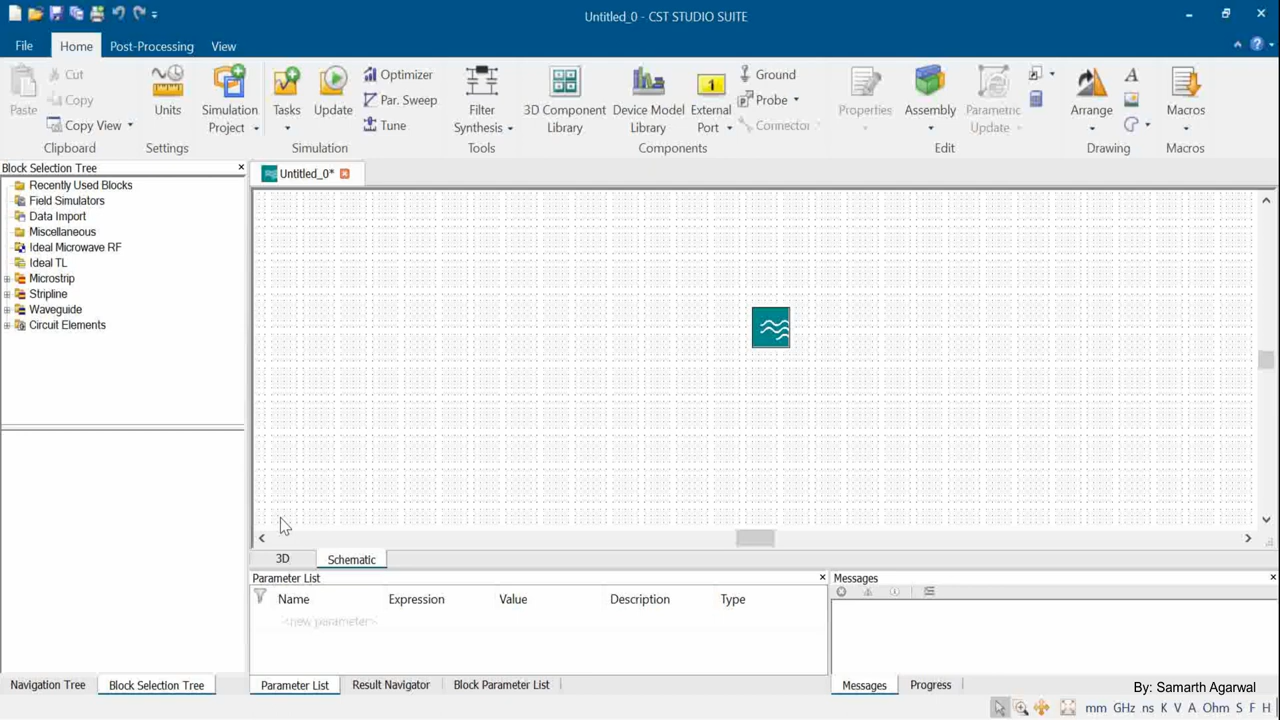 Untitled_0 - CST STUDIO SUITE
File Home Post-Processing View
Paste
Cut
Copy
Copy View
Clipboard
Units
Settings
Simulation Project
Tasks
Update
Optimizer
Par. Sweep
Tune
Simulation
Filter Synthesis
Tools
3D Component Library
Device Model Library
1
External Port
Ground
Probe
Connector
Components
Properties
Assembly
Parametric Update
Edit
Arrange
A
Drawing
Macros
Macros
Block Selection Tree
Recently Used Blocks
Field Simulators
Data Import
Miscellaneous
Ideal Microwave RF
Ideal TL
Microstrip
Stripline
Waveguide
Circuit Elements
Untitled_0*
3D Schematic
Parameter List
Name Expression Value Description Type
<new parameter>
Messages
Navigation Tree Block Selection Tree
Parameter List Result Navigator Block Parameter List
Messages Progress
By: Samarth Agarwal
mm GHz ns K V A Ohm S F H